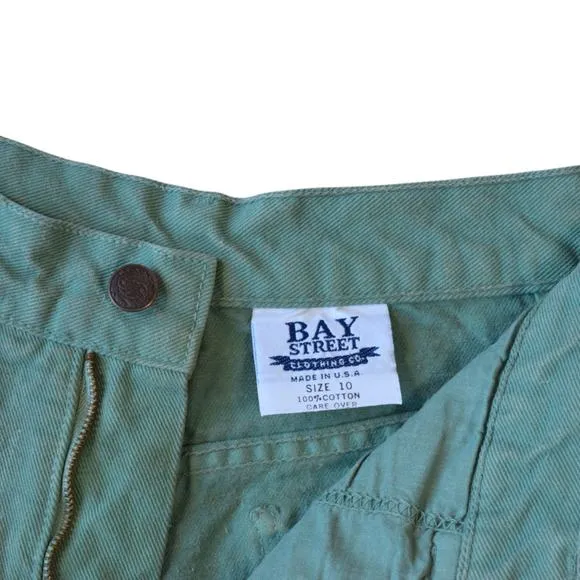 BAY
STREET
CLOTHING CO.
MADE IN U.S.A
SIZE 10
100% COTTON
CARE OVER